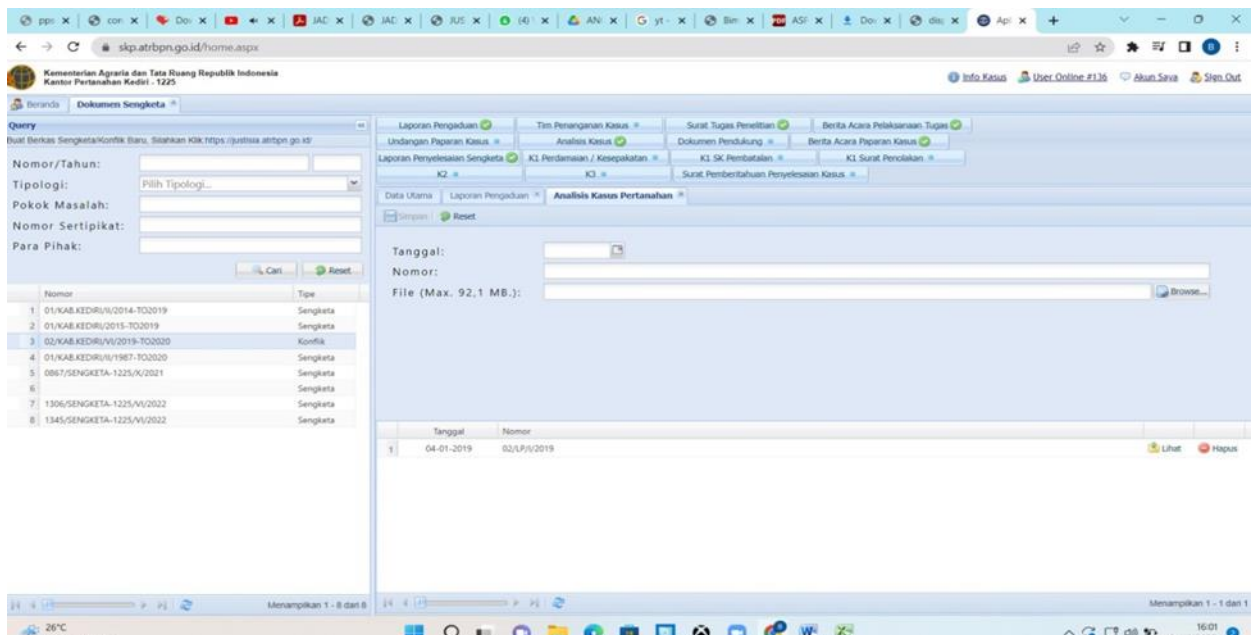 skp.atrbpn.go.id/home.aspx
Kementerian Agraria dan Tata Ruang Republik Indonesia
Kantor Pertanahan Kediri - 1225
Info Kasus User Online #136 Akun Saya Sign Out
Beranda Dokumen Sengketa
Query
Buat Berkas Sengketa/Konflik Baru, Silahkan Klik https://justisia.atrbpn.go.id/
Nomor/Tahun:
Tipologi: Pilih Tipologi...
Pokok Masalah:
Nomor Sertipikat:
Para Pihak:
Cari Reset
Nomor Tipe
1 01/KAB.KEDIRI/II/2014-TO2019 Sengketa
2 01/KAB.KEDIRI/2015-TO2019 Sengketa
3 02/KAB.KEDIRI/VI/2019-TO2020 Konflik
4 01/KAB.KEDIRI/II/1987-TO2020 Sengketa
5 0867/SENGKETA-1225/X/2021 Sengketa
6 Sengketa
7 1306/SENGKETA-1225/VI/2022 Sengketa
8 1345/SENGKETA-1225/VI/2022 Sengketa
Menampilkan 1 - 8 dari 8
Laporan Pengaduan Tim Penanganan Kasus Surat Tugas Penelitian Berita Acara Pelaksanaan Tugas
Undangan Paparan Kasus Analisis Kasus Dokumen Pendukung Berita Acara Paparan Kasus
Laporan Penyelesaian Sengketa K1 Perdamaian / Kesepakatan K1 SK Pembatalan K1 Surat Penolakan
K2 K3 Surat Pemberitahuan Penyelesaian Kasus
Data Utama Laporan Pengaduan Analisis Kasus Pertanahan
Simpan Reset
Tanggal:
Nomor:
File (Max. 92,1 MB.): Browse...
Tanggal Nomor
1 04-01-2019 02/LP/I/2019 Lihat Hapus
Menampilkan 1 - 1 dari 1
26°C
16:01